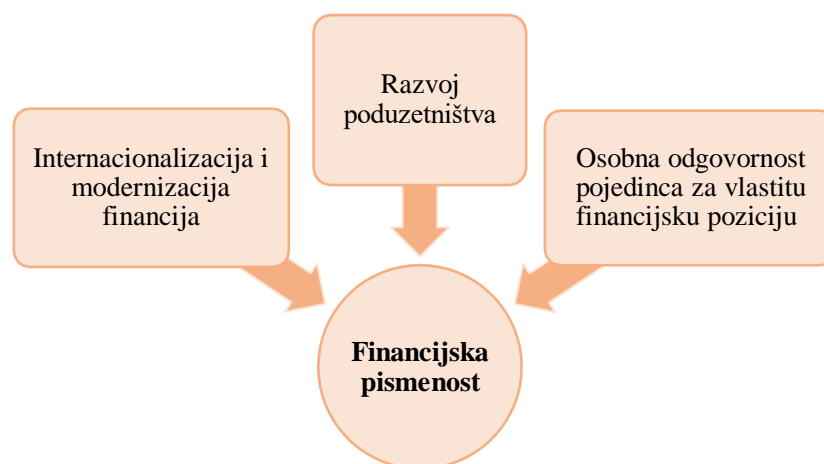 Razvoj
poduzetništva
Internacionalizacija i
modernizacija
financija
Osobna odgovornost
pojedinca za vlastitu
financijsku poziciju
Financijska
pismenost